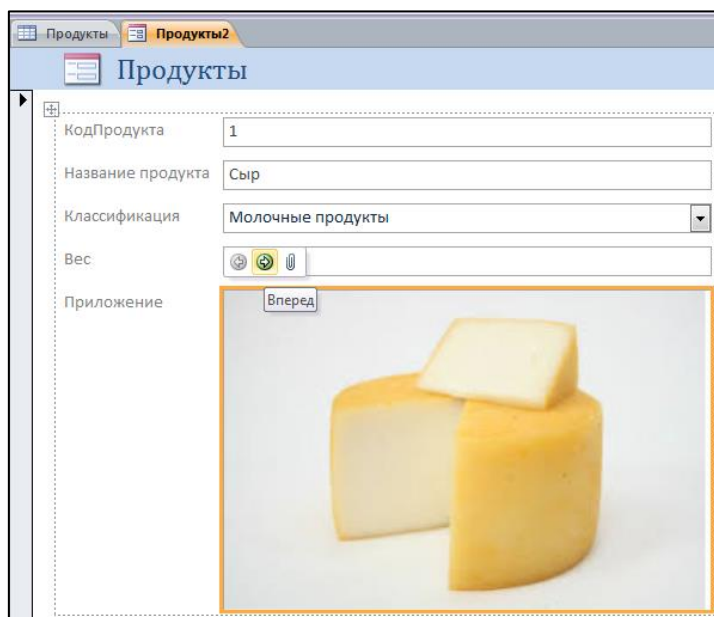 Продукты Продукты2
Продукты
КодПродукта 1
Название продукта Сыр
Классификация Молочные продукты
Вес
Вперед
Приложение